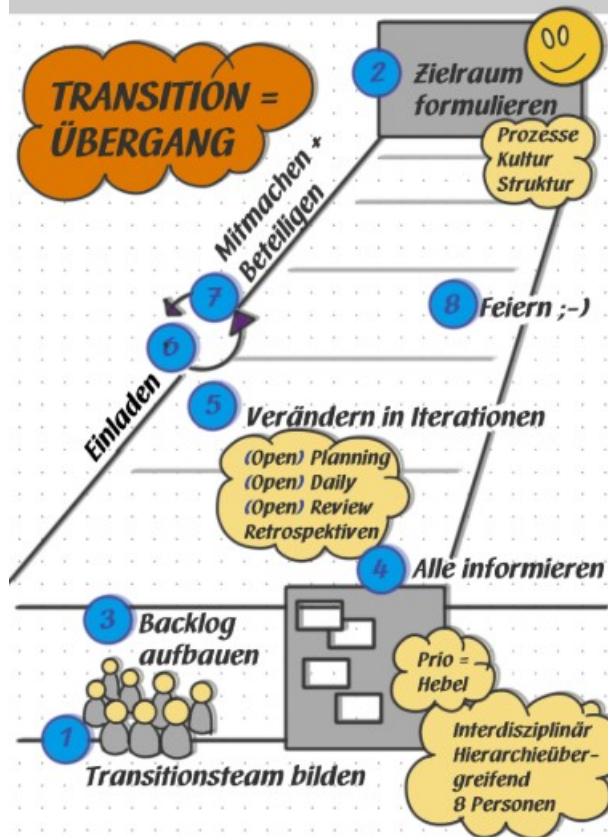 TRANSITION =
ÜBERGANG
2
Zielraum
formulieren
Prozesse
Kultur
Struktur
Mitmachen +
Beteiligen
7
8
Feiern ;-)
6
Einladen
5
Verändern in Iterationen
(Open) Planning
(Open) Daily
(Open) Review
Retrospektiven
4
Alle informieren
3
Backlog
aufbauen
Prio =
Hebel
1
Transitionsteam bilden
Interdisziplinär
Hierarchieüber-
greifend
8 Personen